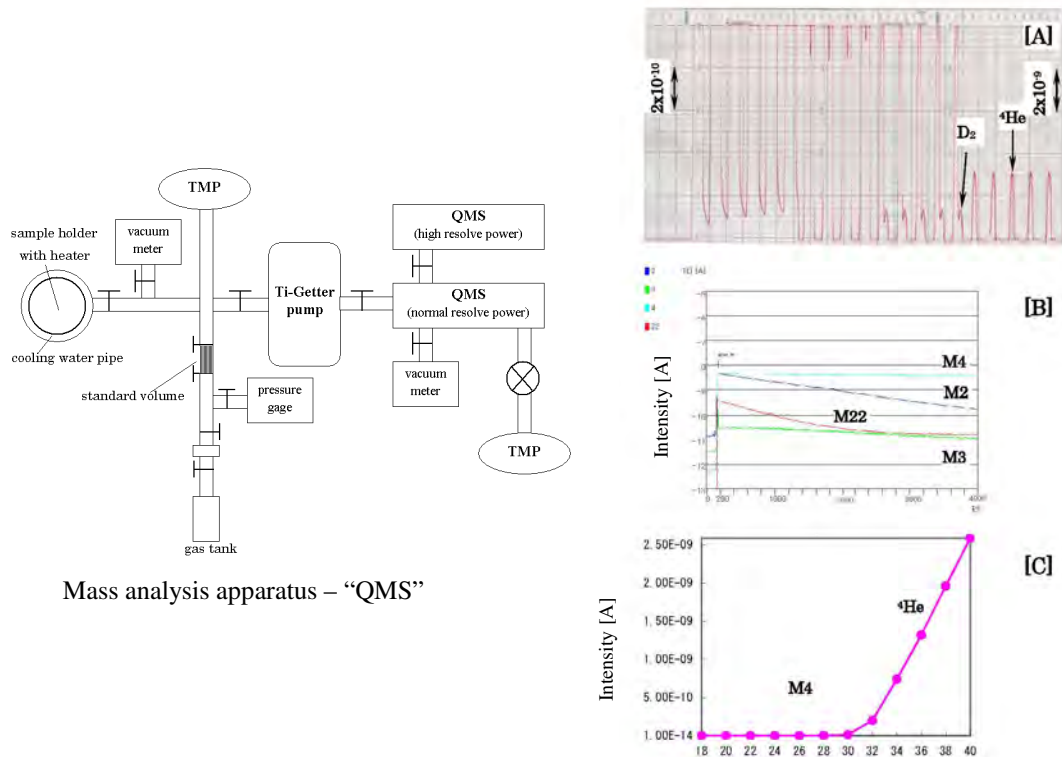 TMP
sample holder
with heater
vacuum
meter
cooling water pipe
standard volume
pressure
gage
gas tank
Ti-Getter
pump
QMS
(high resolve power)
QMS
(normal resolve power)
vacuum
meter
TMP
Mass analysis apparatus – “QMS”
[A]
2x10-10
2x10-9
D2
4He
[B]
Intensity [A]
4
22
M4
M2
M22
M3
[C]
Intensity [A]
2.50E-09
2.00E-09
1.50E-09
1.00E-09
5.00E-10
1.00E-14
4He
M4
18 20 22 24 26 28 30 32 34 36 38 40